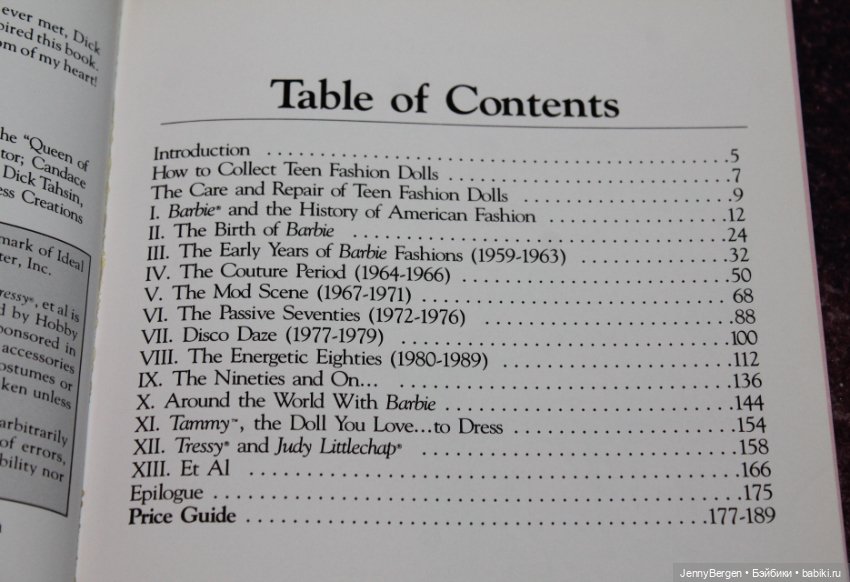 ever met, Dick
pired this book.
om of my heart!
he "Queen of
tor; Candace
Dick Tahsin,
ess Creations
mark of Ideal
ter, Inc.
ressy®, et al is
d by Hobby
ponsored in
accessories
ostumes or
ken unless
arbitrarily
of errors,
bility nor
Table of Contents
Introduction ........................................ 5
How to Collect Teen Fashion Dolls ........................ 7
The Care and Repair of Teen Fashion Dolls .................. 9
I. Barbie® and the History of American Fashion ............... 12
II. The Birth of Barbie ................................ 24
III. The Early Years of Barbie Fashions (1959-1963) ............ 32
IV. The Couture Period (1964-1966) ...................... 50
V. The Mod Scene (1967-1971) ......................... 68
VI. The Passive Seventies (1972-1976) .................... 88
VII. Disco Daze (1977-1979) ........................... 100
VIII. The Energetic Eighties (1980-1989) .................. 112
IX. The Nineties and On... ............................ 136
X. Around the World With Barbie ........................ 144
XI. Tammy™, the Doll You Love...to Dress ................. 154
XII. Tressy® and Judy Littlechap® ........................ 158
XIII. Et Al ......................................... 166
Epilogue ........................................... 175
Price Guide ..................................... 177-189
JennyBergen • Бэйбики • babiki.ru